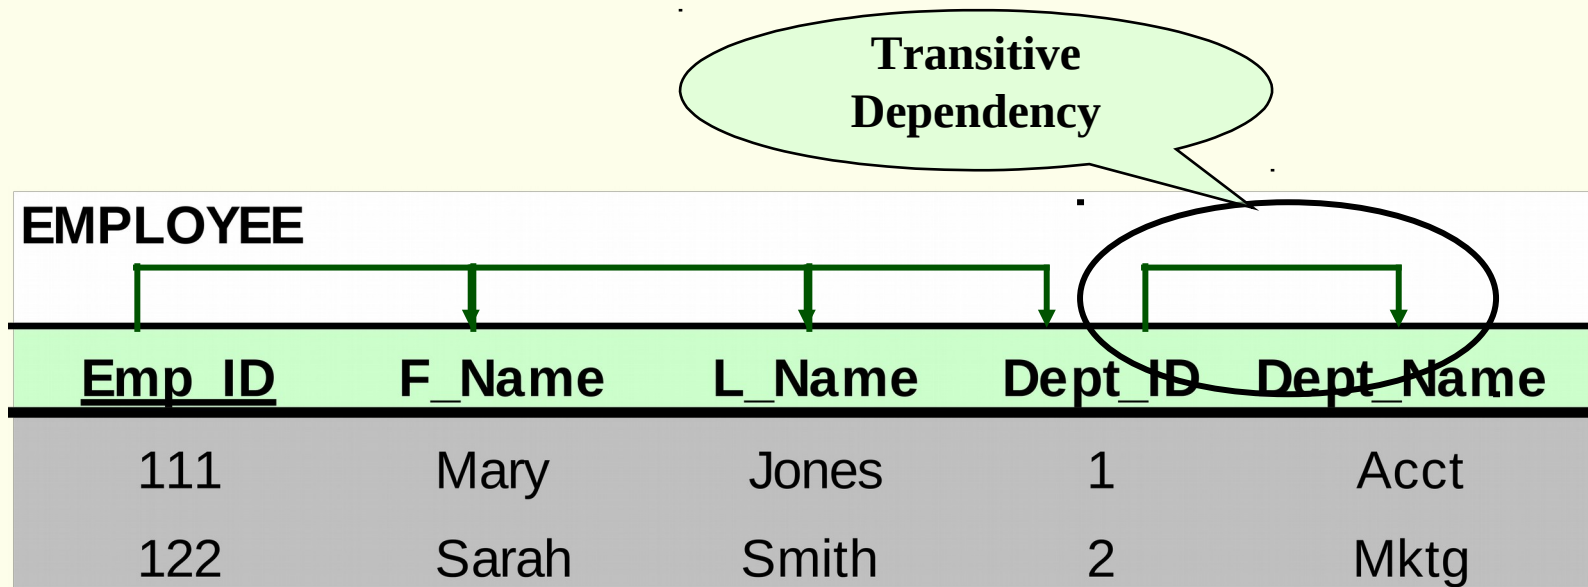 Transitive
Dependency
EMPLOYEE
Emp_ID F_Name L_Name Dept_ID Dept_Name
111 Mary Jones 1 Acct
122 Sarah Smith 2 Mktg